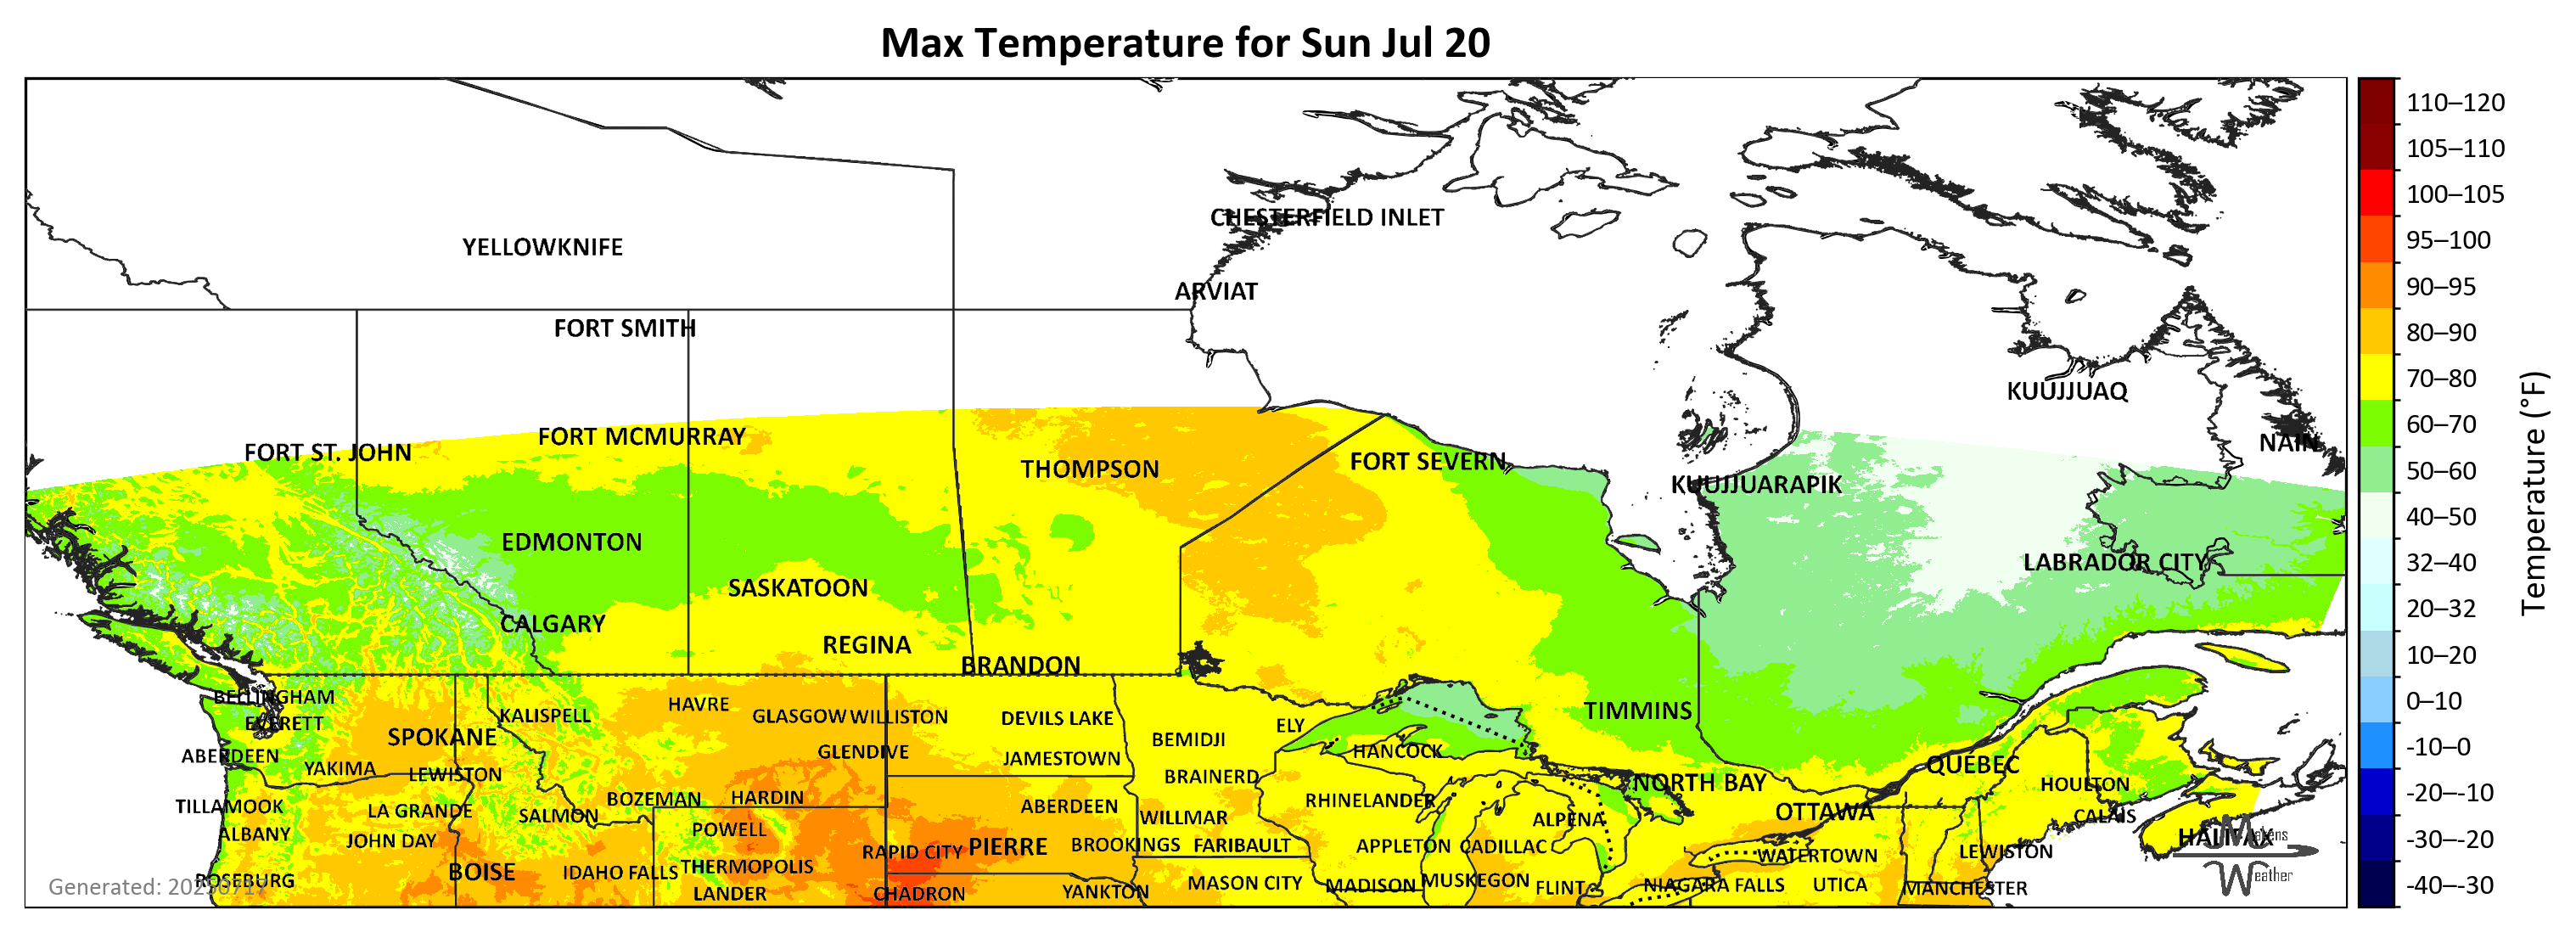 Max Temperature for Sun Jul 20
CHESTERFIELD INLET
YELLOWKNIFE
ARVIAT
FORT SMITH
KUUJJUAQ
FORT MCMURRAY
NAIN
FORT ST. JOHN
FORT SEVERN
THOMPSON
KUUJJUARAPIK
EDMONTON
LABRADOR CITY
SASKATOON
CALGARY
REGINA
BRANDON
BELLINGHAM
HAVRE
KALISPELL
GLASGOW
WILLISTON
DEVILS LAKE
TIMMINS
EVERETT
ELY
SPOKANE
BEMIDJI
GLENDIVE
HANCOCK
ABERDEEN
JAMESTOWN
QUEBEC
YAKIMA
LEWISTON
BRAINERD
NORTH BAY
HOULTON
BOZEMAN
HARDIN
RHINELANDER
TILLAMOOK
LA GRANDE
ABERDEEN
SALMON
WILLMAR
ALPENA
OTTAWA
CALAIS
ALBANY
POWELL
JOHN DAY
HALIFAX
RAPID CITY
PIERRE
BROOKINGS
FARIBAULT
APPLETON
CADILLAC
WATERTOWN
LEWISTON
BOISE
IDAHO FALLS
THERMOPOLIS
ROSEBURG
LANDER
CHADRON
YANKTON
MASON CITY
MADISON
MUSKEGON
FLINT
NIAGARA FALLS
UTICA
MANCHESTER
Generated: 20250717
Makens
Weather
110–120
105–110
100–105
95–100
90–95
80–90
70–80
60–70
50–60
40–50
32–40
20–32
10–20
0–10
-10–0
-20–-10
-30–-20
-40–-30
Temperature (°F)